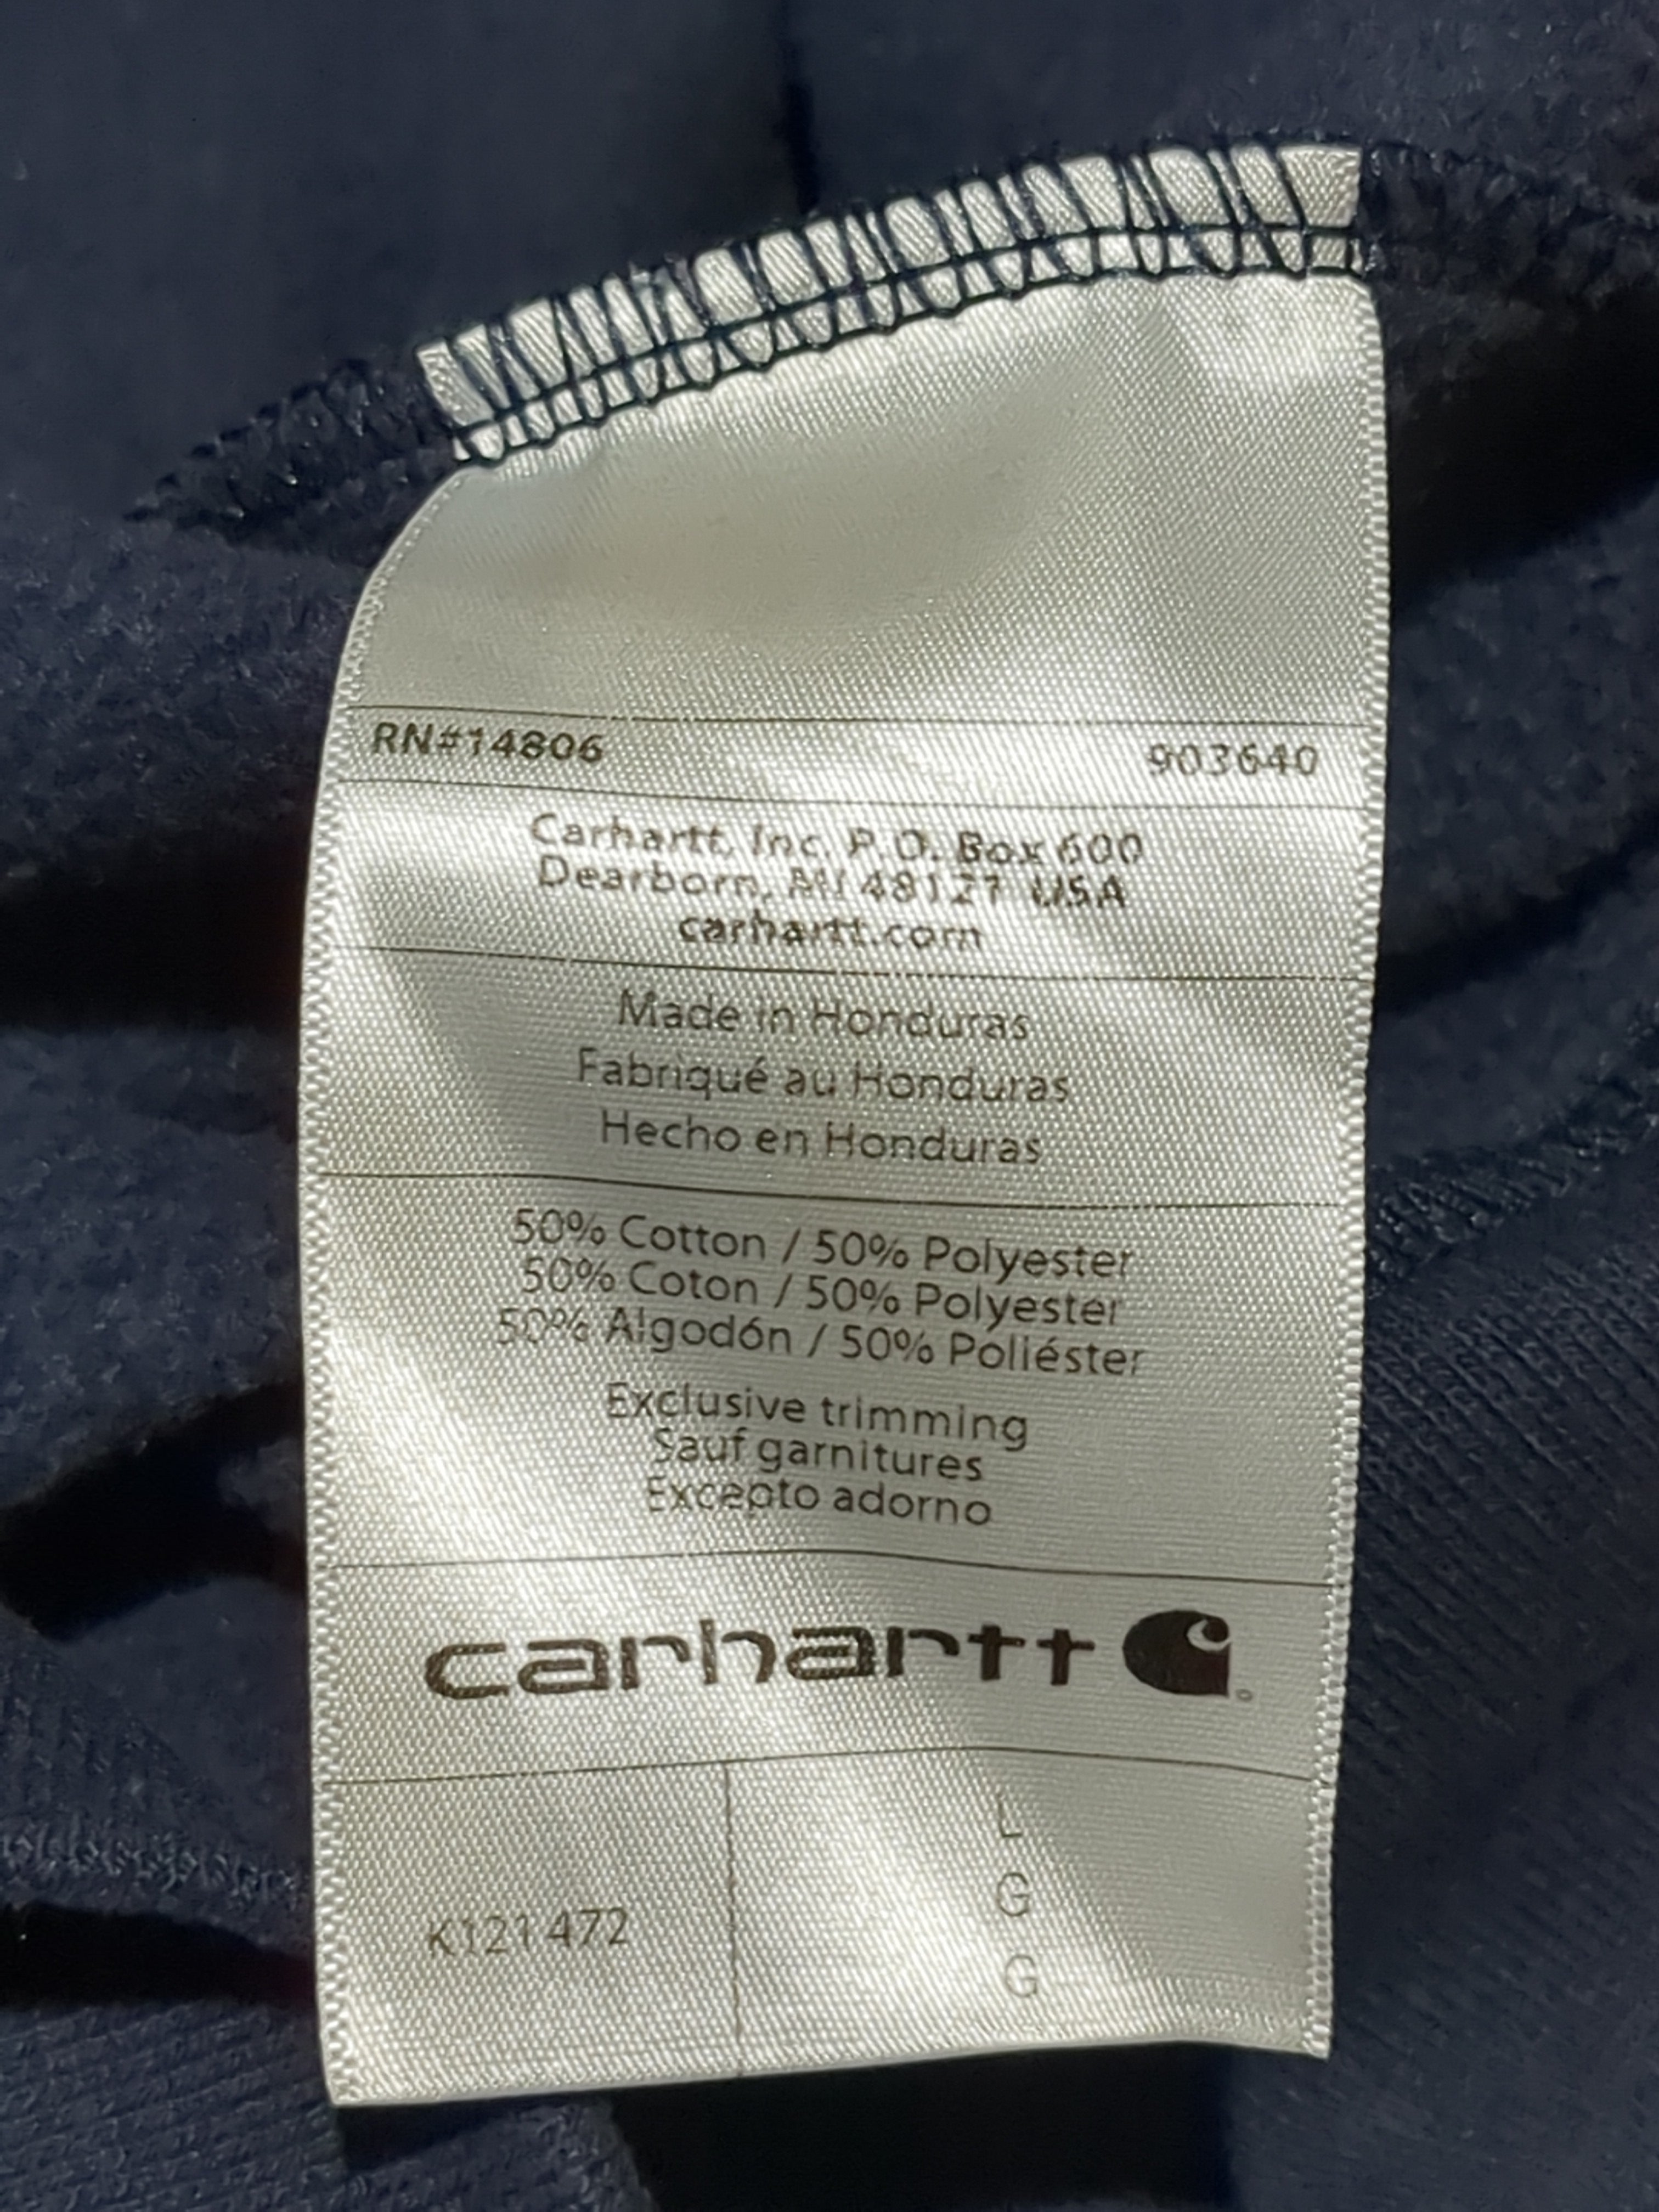 RN#14806 903640
Carhartt, Inc. P.O. Box 600
Dearborn, MI 48121 USA
carhartt.com
Made in Honduras
Fabriqué au Honduras
Hecho en Honduras
50% Cotton / 50% Polyester
50% Coton / 50% Polyester
50% Algodón / 50% Poliéster
Exclusive trimming
Sauf garnitures
Excepto adorno
carhartt
K121 472
L
G
G